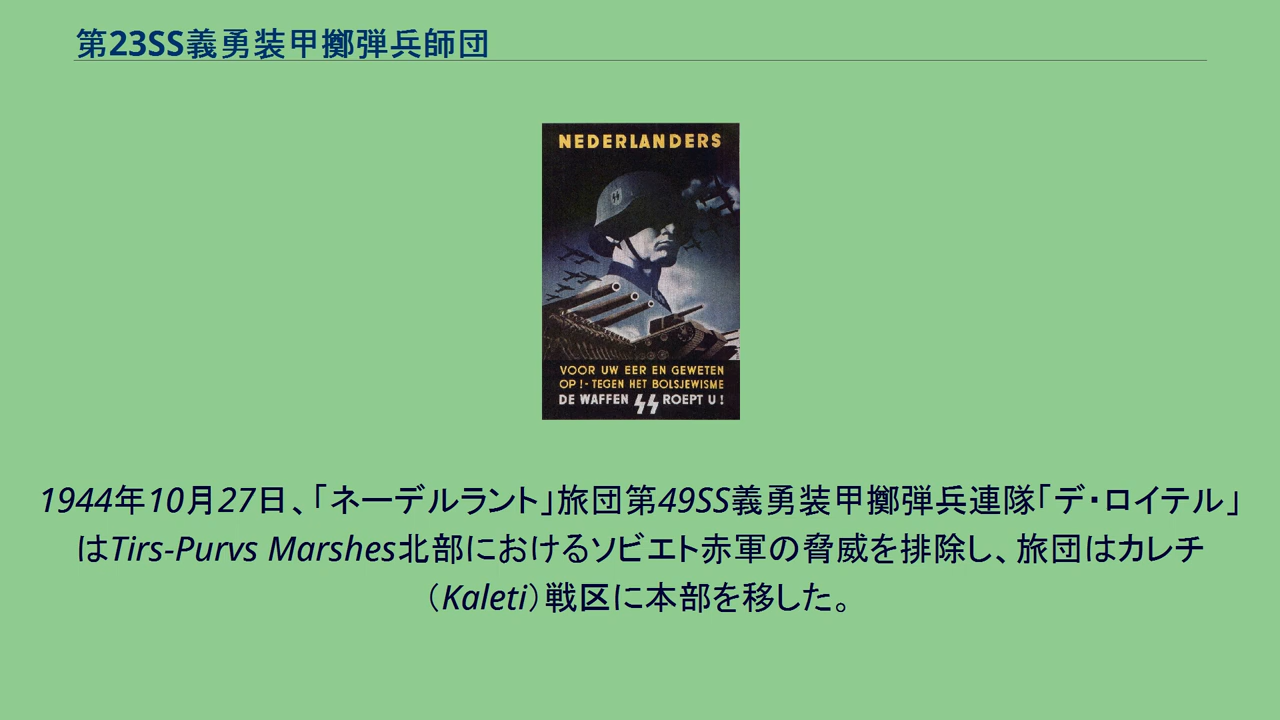 第23SS義勇装甲擲弾兵師団
NEDERLANDERS
VOOR UW EER EN GEWETEN
OP!- TEGEN HET BOLSJEWISME
DE WAFFEN SS ROEPT U!
1944年10月27日、「ネーデルラント」旅団第49SS義勇装甲擲弾兵連隊「デ・ロイテル」
はTirs-Purvs Marshes北部におけるソビエト赤軍の脅威を排除し、旅団はカレチ
（Kaleti）戦区に本部を移した。